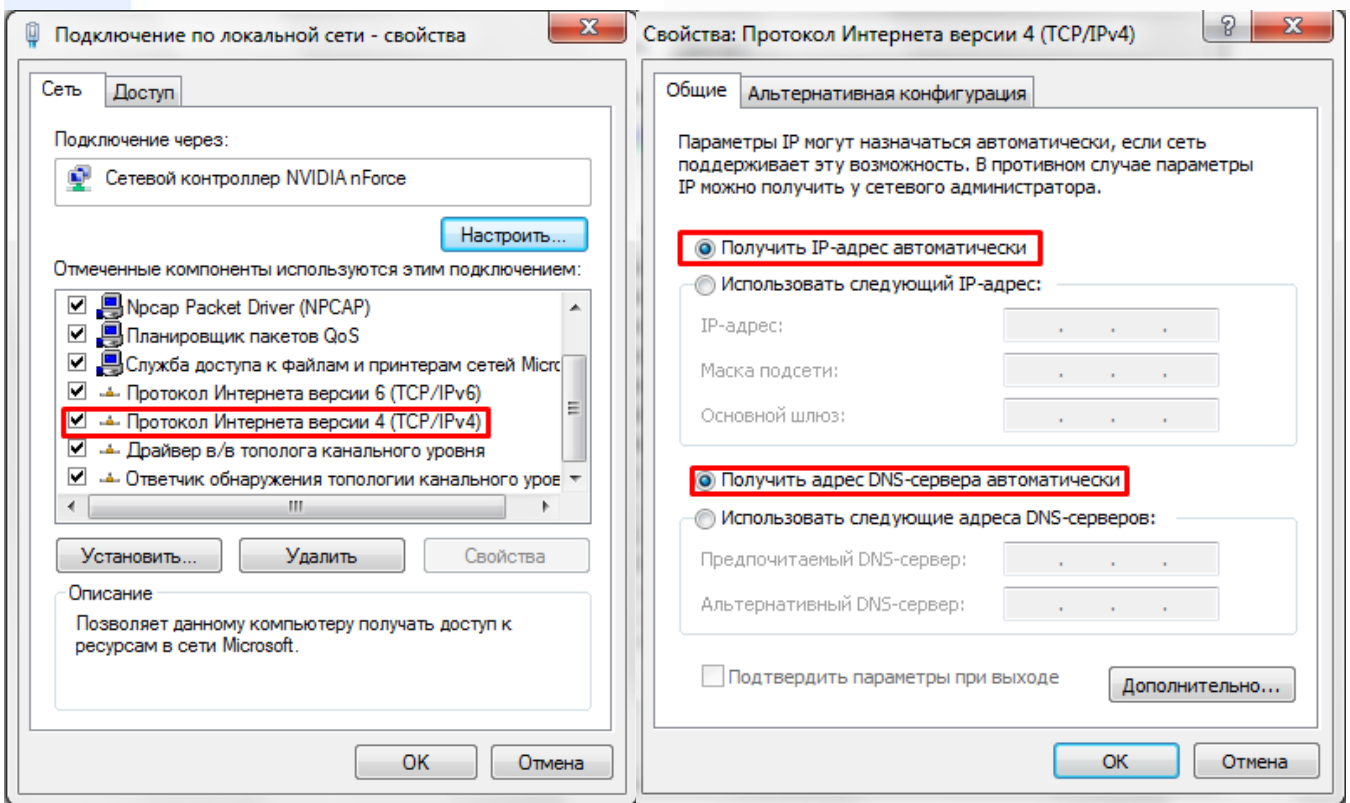 Подключение по локальной сети - свойства
Сеть
Доступ
Подключение через:
Сетевой контроллер NVIDIA nForce
Настроить...
Отмеченные компоненты используются этим подключением:
Npcap Packet Driver (NPCAP)
Планировщик пакетов QoS
Служба доступа к файлам и принтерам сетей Micro
Протокол Интернета версии 6 (TCP/IPv6)
Протокол Интернета версии 4 (TCP/IPv4)
Драйвер в/в тополога канального уровня
Ответчик обнаружения топологии канального уров
Установить...
Удалить
Свойства
Описание
Позволяет данному компьютеру получать доступ к
ресурсам в сети Microsoft.
OK
Отмена
Свойства: Протокол Интернета версии 4 (TCP/IPv4)
Общие
Альтернативная конфигурация
Параметры IP могут назначаться автоматически, если сеть
поддерживает эту возможность. В противном случае параметры
IP можно получить у сетевого администратора.
Получить IP-адрес автоматически
Использовать следующий IP-адрес:
IP-адрес:
Маска подсети:
Основной шлюз:
Получить адрес DNS-сервера автоматически
Использовать следующие адреса DNS-серверов:
Предпочитаемый DNS-сервер:
Альтернативный DNS-сервер:
Подтвердить параметры при выходе
Дополнительно...
OK
Отмена